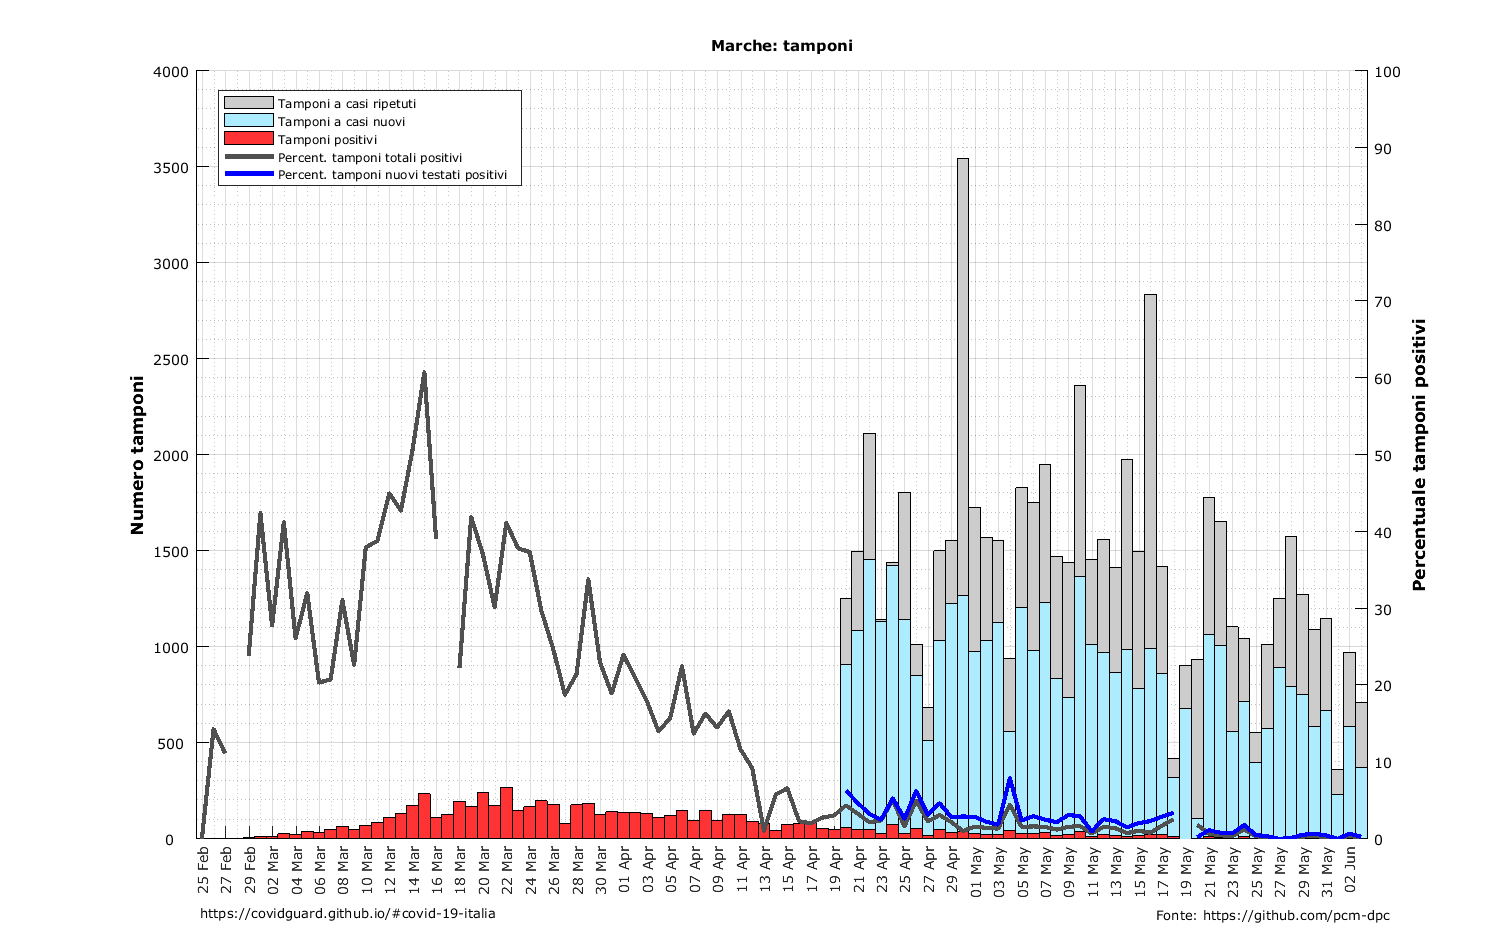 Marche: tamponi
Tamponi a casi ripetuti
Tamponi a casi nuovi
Tamponi positivi
Percent. tamponi totali positivi
Percent. tamponi nuovi testati positivi
Numero tamponi
4000
3500
3000
2500
2000
1500
1000
500
0
Percentuale tamponi positivi
100
90
80
70
60
50
40
30
20
10
0
25 Feb
27 Feb
29 Feb
02 Mar
04 Mar
06 Mar
08 Mar
10 Mar
12 Mar
14 Mar
16 Mar
18 Mar
20 Mar
22 Mar
24 Mar
26 Mar
28 Mar
30 Mar
01 Apr
03 Apr
05 Apr
07 Apr
09 Apr
11 Apr
13 Apr
15 Apr
17 Apr
19 Apr
21 Apr
23 Apr
25 Apr
27 Apr
29 Apr
01 May
03 May
05 May
07 May
09 May
11 May
13 May
15 May
17 May
19 May
21 May
23 May
25 May
27 May
29 May
31 May
02 Jun
https://covidguard.github.io/#covid-19-italia
Fonte: https://github.com/pcm-dpc